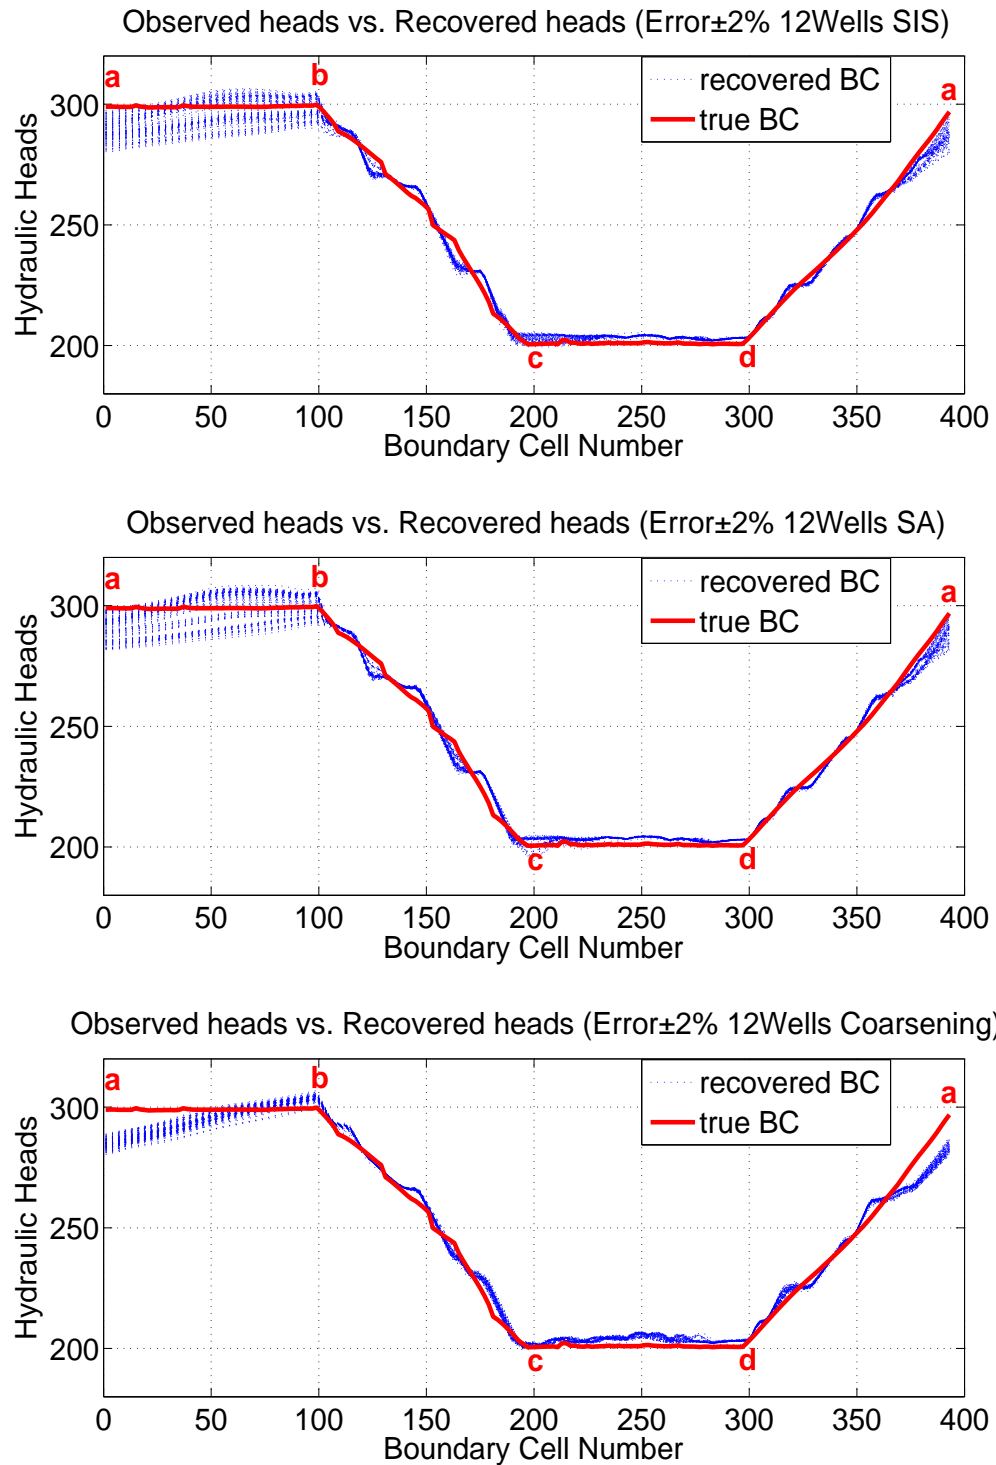 Observed heads vs. Recovered heads (Error±2% 12Wells SIS)
a
b
a
recovered BC
true BC
300
250
200
Hydraulic Heads
c
d
0 50 100 150 200 250 300 350 400
Boundary Cell Number
Observed heads vs. Recovered heads (Error±2% 12Wells SA)
a
b
a
recovered BC
true BC
300
250
200
Hydraulic Heads
c
d
0 50 100 150 200 250 300 350 400
Boundary Cell Number
Observed heads vs. Recovered heads (Error±2% 12Wells Coarsening)
a
b
a
recovered BC
true BC
300
250
200
Hydraulic Heads
c
d
0 50 100 150 200 250 300 350 400
Boundary Cell Number